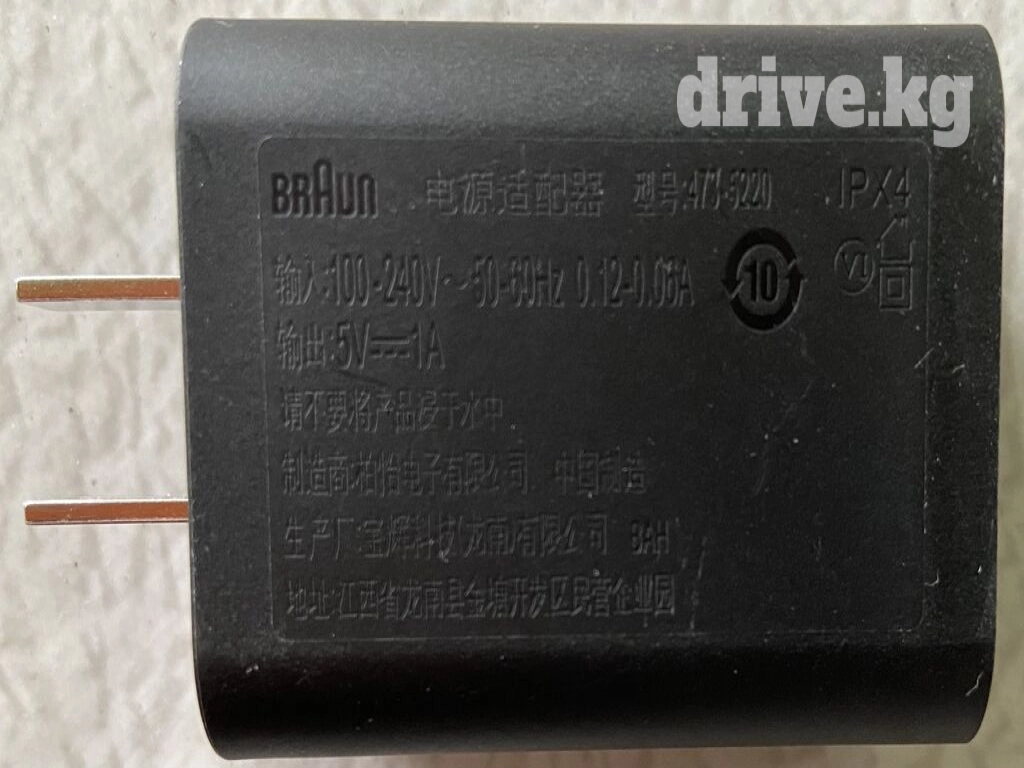 drive.kg
BRAUN 电源适配器 型号: IPX4
输入:100-240V~50-60Hz 0.12-0.06A 10 VI
输出:5V⎓1A
请不要将产品浸于水中
制造商:柏怡电子有限公司 中国制造
生产厂:宝辉科技(龙南)有限公司 BAH
地址:江西省龙南县金塘开发区民营企业园